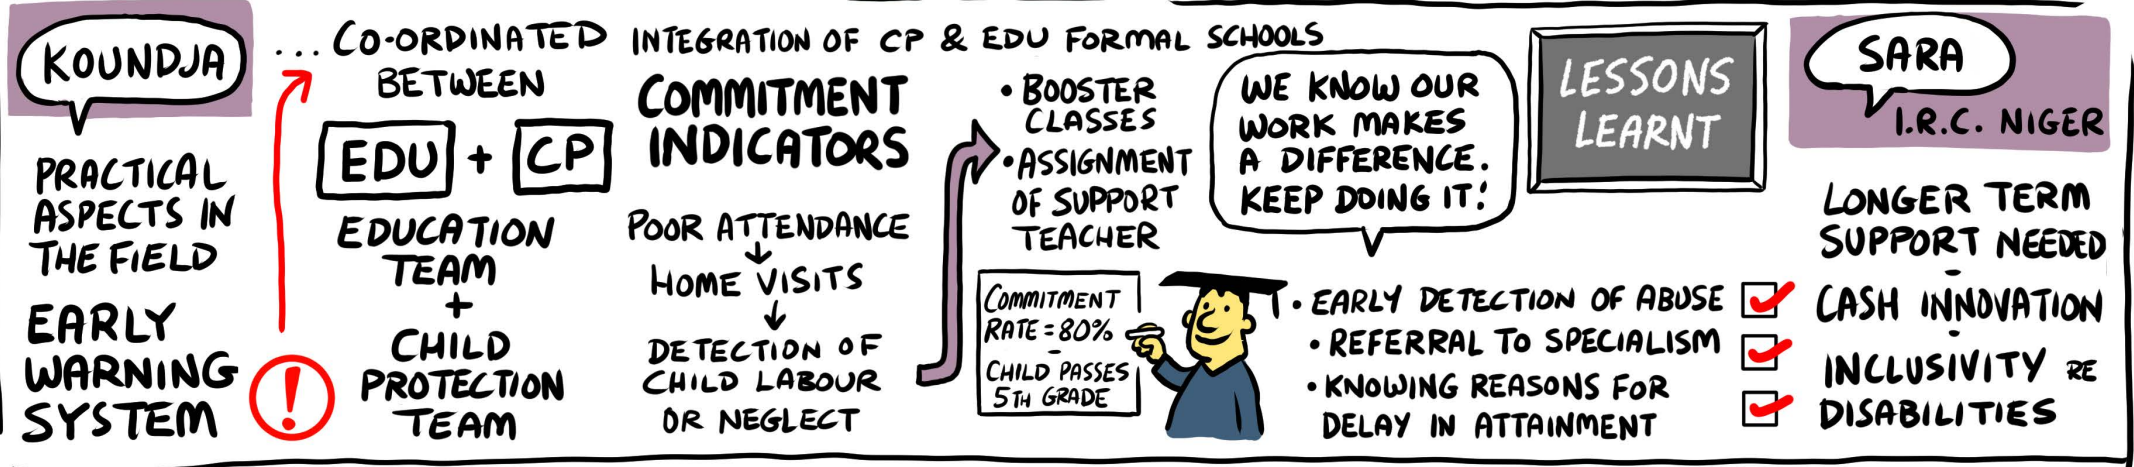 KOUNDJA
PRACTICAL
ASPECTS IN
THE FIELD
EARLY
WARNING
SYSTEM
!
... CO-ORDINATED
BETWEEN
EDU + CP
EDUCATION
TEAM
+
CHILD
PROTECTION
TEAM
INTEGRATION OF CP & EDU FORMAL SCHOOLS
COMMITMENT
INDICATORS
POOR ATTENDANCE
HOME VISITS
DETECTION OF
CHILD LABOUR
OR NEGLECT
• BOOSTER
CLASSES
• ASSIGNMENT
OF SUPPORT
TEACHER
COMMITMENT
RATE = 80%
-
CHILD PASSES
5TH GRADE
WE KNOW OUR
WORK MAKES
A DIFFERENCE.
KEEP DOING IT!
LESSONS
LEARNT
• EARLY DETECTION OF ABUSE
• REFERRAL TO SPECIALISM
• KNOWING REASONS FOR
DELAY IN ATTAINMENT
SARA
I.R.C. NIGER
LONGER TERM
SUPPORT NEEDED
-
CASH INNOVATION
-
INCLUSIVITY RE
DISABILITIES